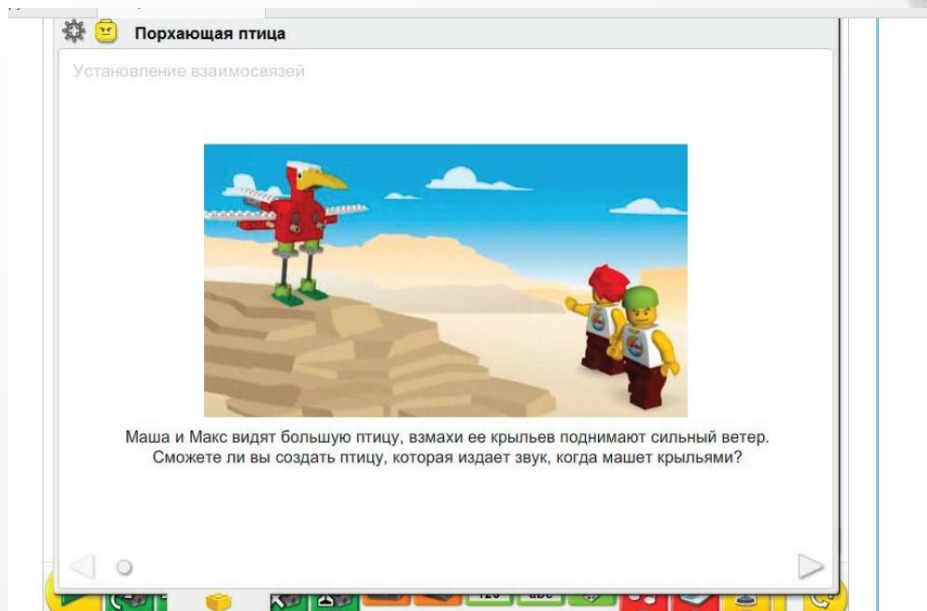 Порхающая птица
Установление взаимосвязей
Маша и Макс видят большую птицу, взмахи ее крыльев поднимают сильный ветер.
Сможете ли вы создать птицу, которая издает звук, когда машет крыльями?